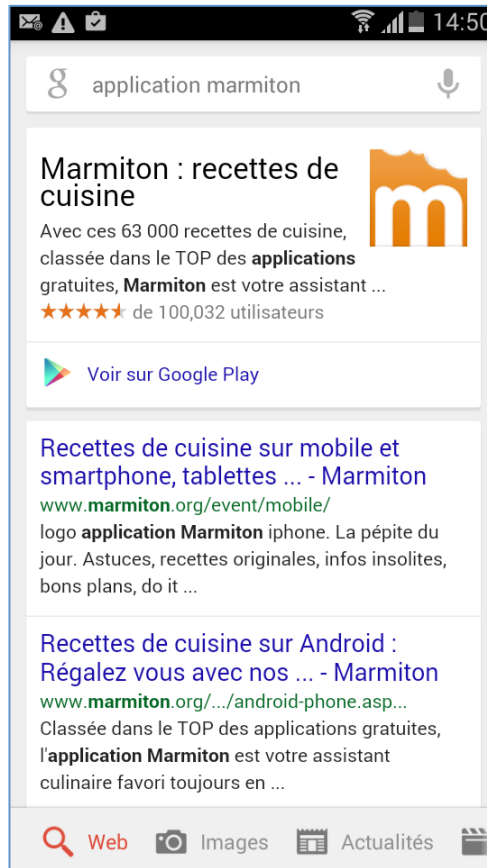 14:50
g application marmiton
Marmiton : recettes de
cuisine
m
Avec ces 63 000 recettes de cuisine,
classée dans le TOP des applications
gratuites, Marmiton est votre assistant ...
de 100,032 utilisateurs
Voir sur Google Play
Recettes de cuisine sur mobile et
smartphone, tablettes ... - Marmiton
www.marmiton.org/event/mobile/
logo application Marmiton iphone. La pépite du
jour. Astuces, recettes originales, infos insolites,
bons plans, do it ...
Recettes de cuisine sur Android :
Régalez vous avec nos ... - Marmiton
www.marmiton.org/.../android-phone.asp...
Classée dans le TOP des applications gratuites,
l'application Marmiton est votre assistant
culinaire favori toujours en ...
Web Images Actualités